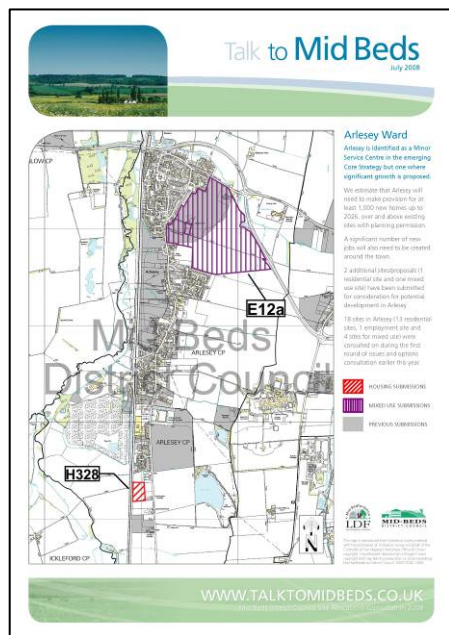 Talk to Mid Beds
July 2008
Arlesey Ward
Arlesey is identified as a Minor
Service Centre in the emerging
Core Strategy but one where
significant growth is proposed.
We estimate that Arlesey will
need to make provision for at
least 1,000 new homes up to
2026, over and above existing
sites with planning permission
A significant number of new
jobs will also need to be created
around the town.
2 additional sites/proposals (1
residential site and one mixed
use site) have been submitted
for consideration for potential
development in Arlesey
18 sites in Arlesey (13 residential
sites, 1 employment site and
4 sites for mixed use) were
consulted on during the first
round of issues and options
consultation earlier this year
HOUSING SUBMISSIONS
MIXED USE SUBMISSIONS
PREVIOUS SUBMISSIONS
LOW CP
E12a
Mid Beds
District Council
ARLESEY CP
ARLESEY CP
H328
ICKLEFORD CP
N
LDF
MID-BEDS
DISTRICT COUNCIL
WWW.TALKTOMIDBEDS.CO.UK